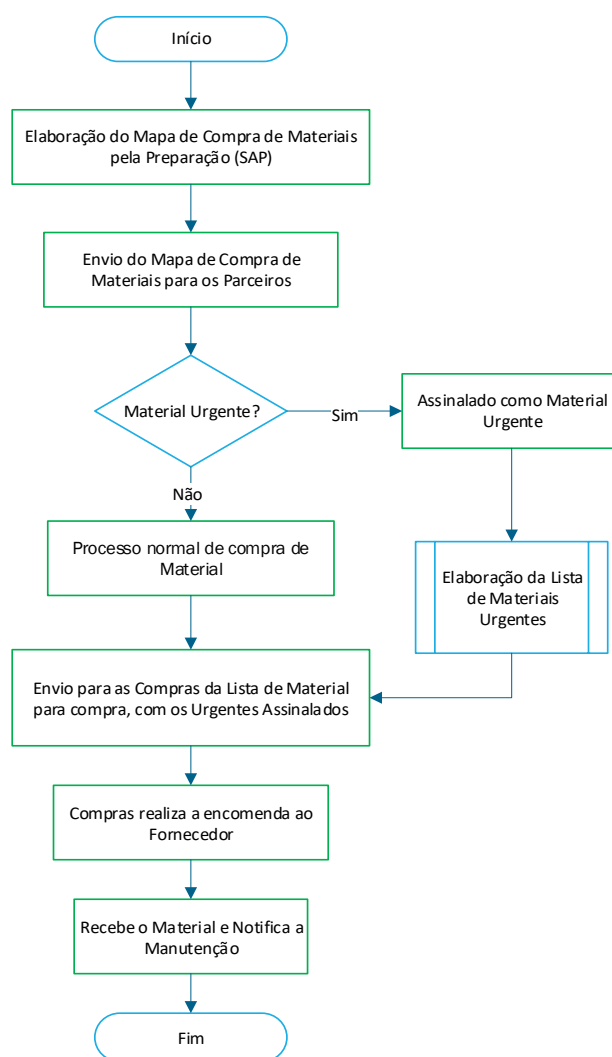 Início
Elaboração do Mapa de Compra de Materiais
pela Preparação (SAP)
Envio do Mapa de Compra de
Materiais para os Parceiros
Material Urgente?
Sim
Assinalado como Material
Urgente
Não
Processo normal de compra de
Material
Elaboração da Lista
de Materiais
Urgentes
Envio para as Compras da Lista de Material
para compra, com os Urgentes Assinalados
Compras realiza a encomenda ao
Fornecedor
Recebe o Material e Notifica a
Manutenção
Fim